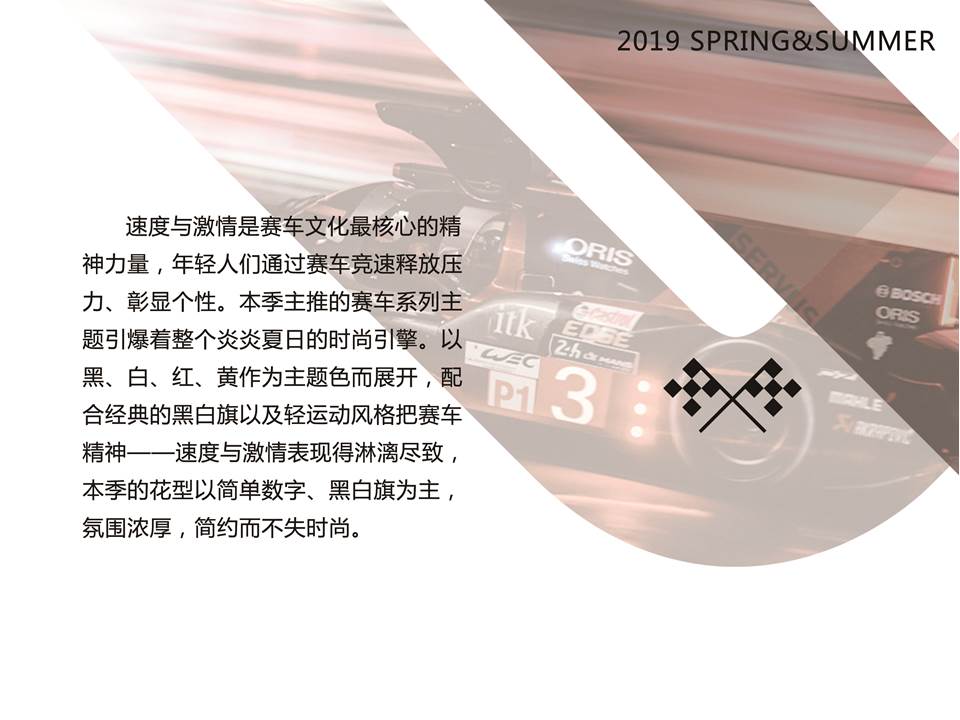 2019 SPRING&SUMMER
速度与激情是赛车文化最核心的精
神力量，年轻人们通过赛车竞速释放压
力、彰显个性。本季主推的赛车系列主
题引爆着整个炎炎夏日的时尚引擎。以
黑、白、红、黄作为主题色而展开，配
合经典的黑白旗以及轻运动风格把赛车
精神——速度与激情表现得淋漓尽致，
本季的花型以简单数字、黑白旗为主，
氛围浓厚，简约而不失时尚。
ORIS
Swiss Watches
SERVUS
BOSCH
ORIS
itk
Castrol
EDGE
WEC
24h LE MANS
P1
3
MAHLE
AKRAPOVIC